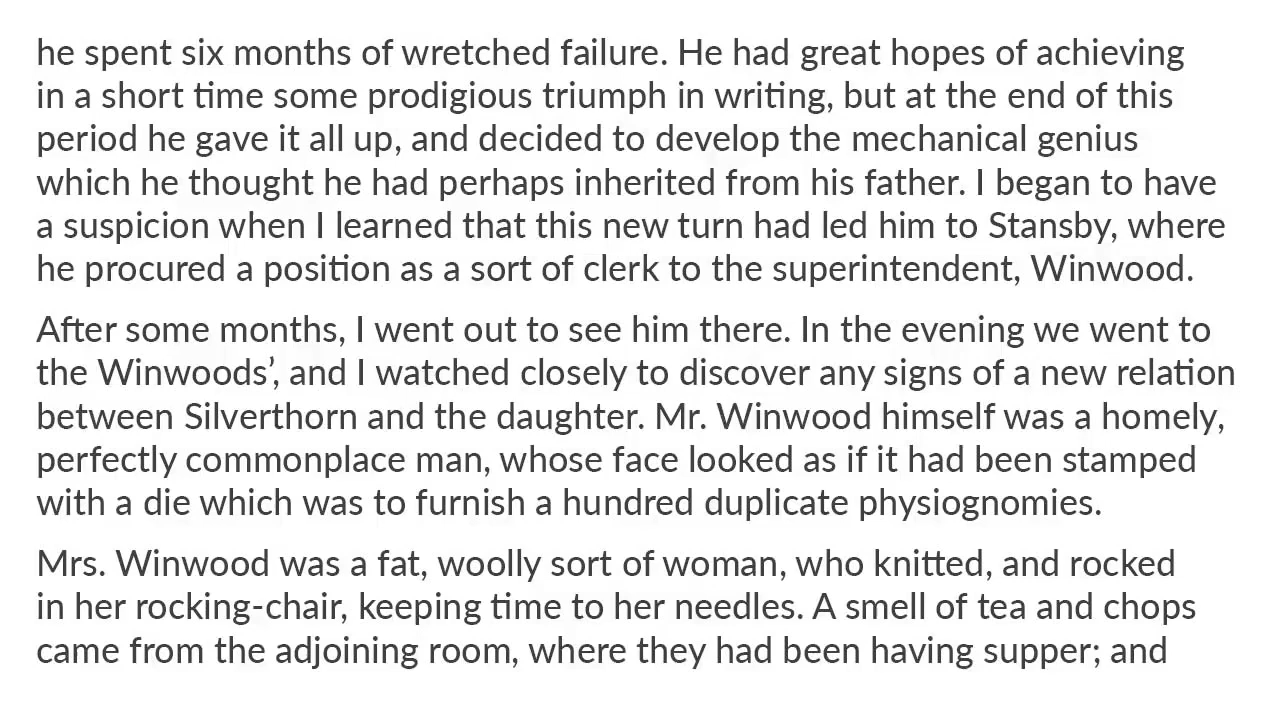 he spent six months of wretched failure. He had great hopes of achieving
in a short time some prodigious triumph in writing, but at the end of this
period he gave it all up, and decided to develop the mechanical genius
which he thought he had perhaps inherited from his father. I began to have
a suspicion when I learned that this new turn had led him to Stansby, where
he procured a position as a sort of clerk to the superintendent, Winwood.
After some months, I went out to see him there. In the evening we went to
the Winwoods’, and I watched closely to discover any signs of a new relation
between Silverthorn and the daughter. Mr. Winwood himself was a homely,
perfectly commonplace man, whose face looked as if it had been stamped
with a die which was to furnish a hundred duplicate physiognomies.
Mrs. Winwood was a fat, woolly sort of woman, who knitted, and rocked
in her rocking-chair, keeping time to her needles. A smell of tea and chops
came from the adjoining room, where they had been having supper; and